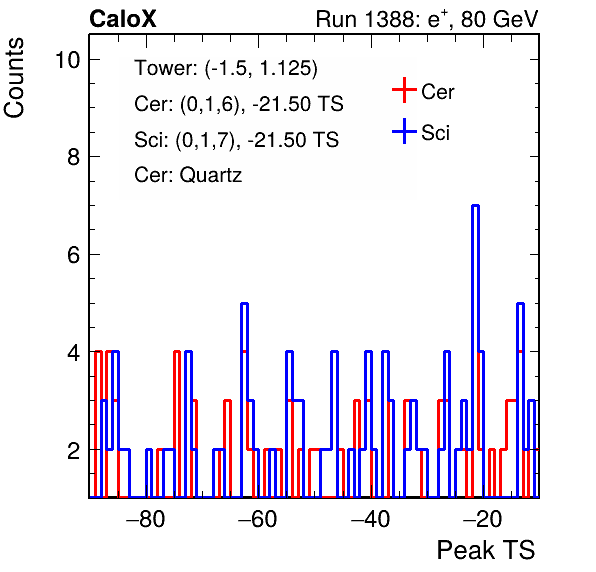 CaloX Run 1388: e⁺, 80 GeV
Counts
Tower: (-1.5, 1.125)
Cer: (0,1,6), -21.50 TS
Sci: (0,1,7), -21.50 TS
Cer: Quartz
Cer
Sci
10
8
6
4
2
−80 −60 −40 −20
Peak TS